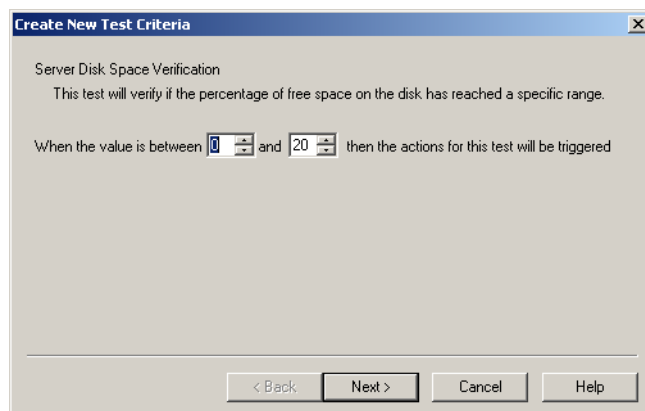 Create New Test Criteria
Server Disk Space Verification
This test will verify if the percentage of free space on the disk has reached a specific range.
When the value is between 0 and 20 then the actions for this test will be triggered
< Back Next > Cancel Help